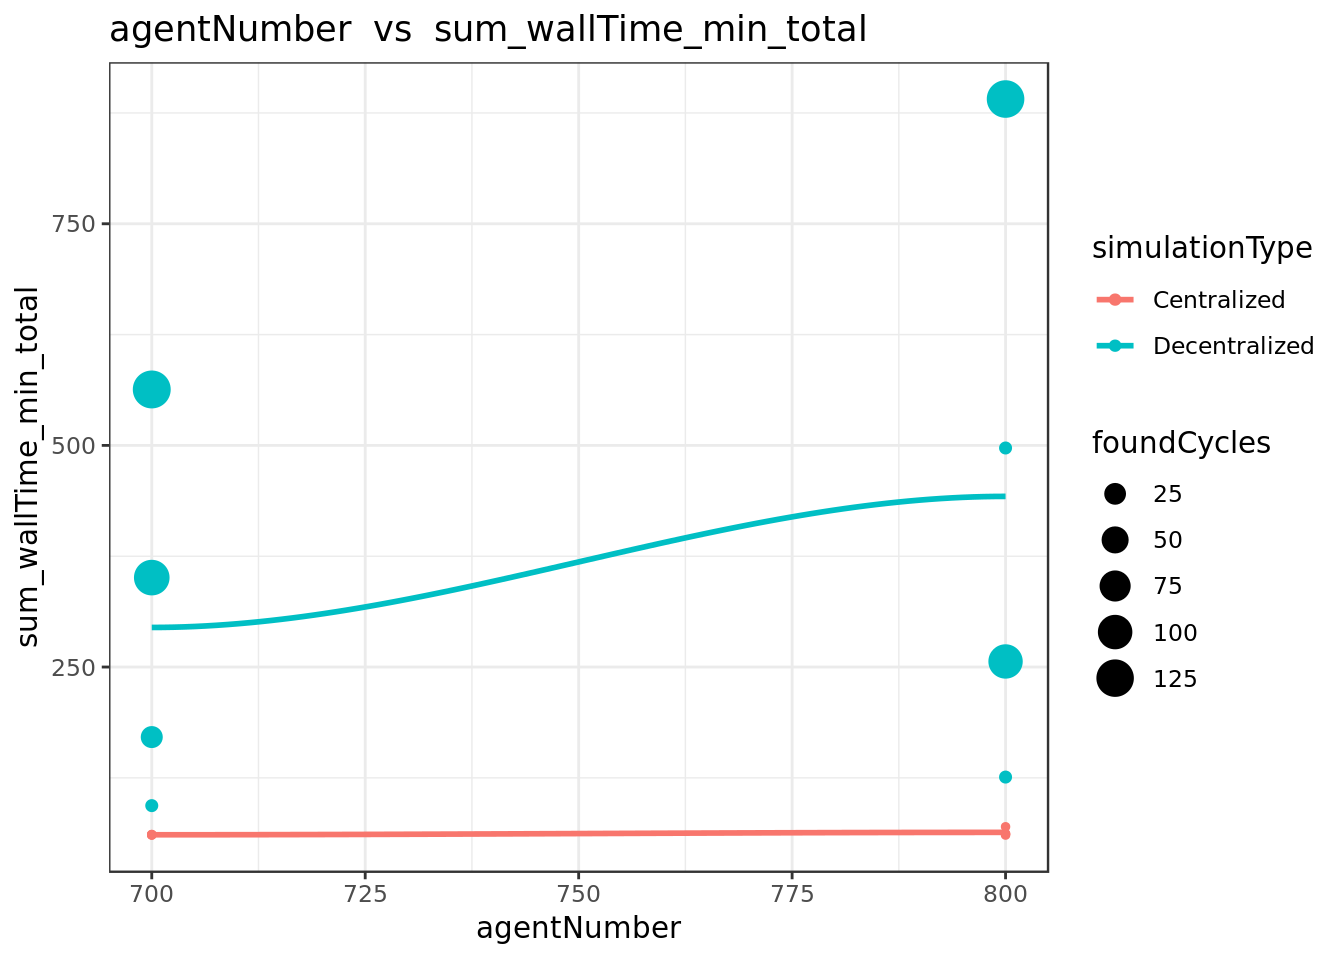 agentNumber  vs  sum_wallTime_min_total
sum_wallTime_min_total
750
500
250
700
725
750
775
800
agentNumber
simulationType
Centralized
Decentralized
foundCycles
25
50
75
100
125